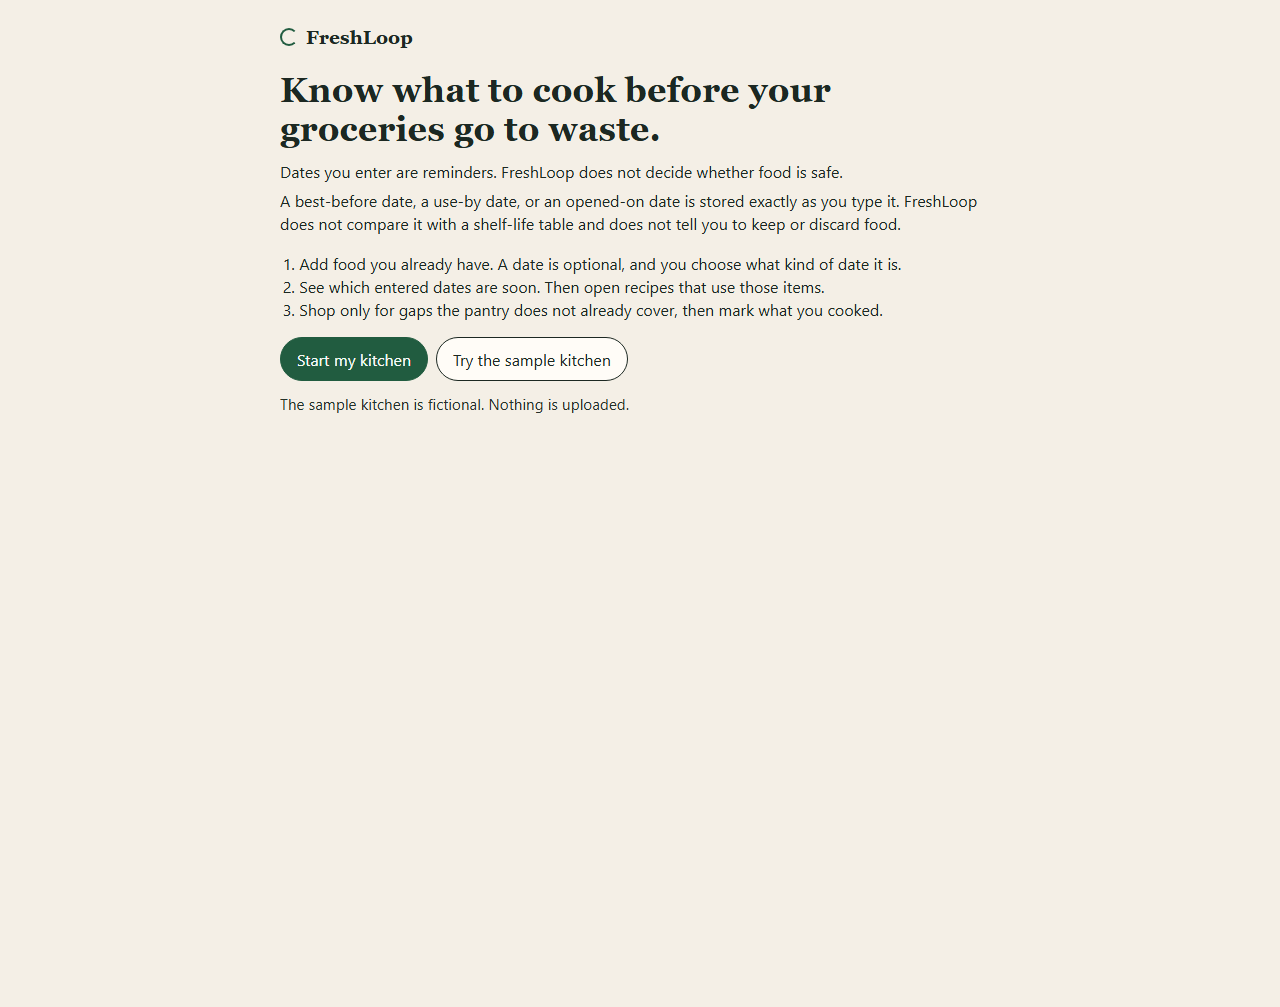 FreshLoop
Know what to cook before your
groceries go to waste.
Dates you enter are reminders. FreshLoop does not decide whether food is safe.
A best-before date, a use-by date, or an opened-on date is stored exactly as you type it. FreshLoop
does not compare it with a shelf-life table and does not tell you to keep or discard food.
1. Add food you already have. A date is optional, and you choose what kind of date it is.
2. See which entered dates are soon. Then open recipes that use those items.
3. Shop only for gaps the pantry does not already cover, then mark what you cooked.
Start my kitchen Try the sample kitchen
The sample kitchen is fictional. Nothing is uploaded.